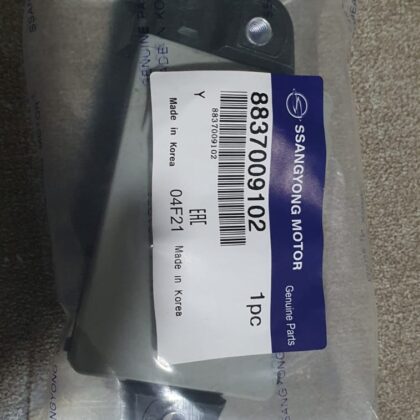 SSANGYONG MOTOR
Genuine Parts
8837009102
1pc
8837009102
Y
EAC
04F21 Made in Korea
Made in Korea